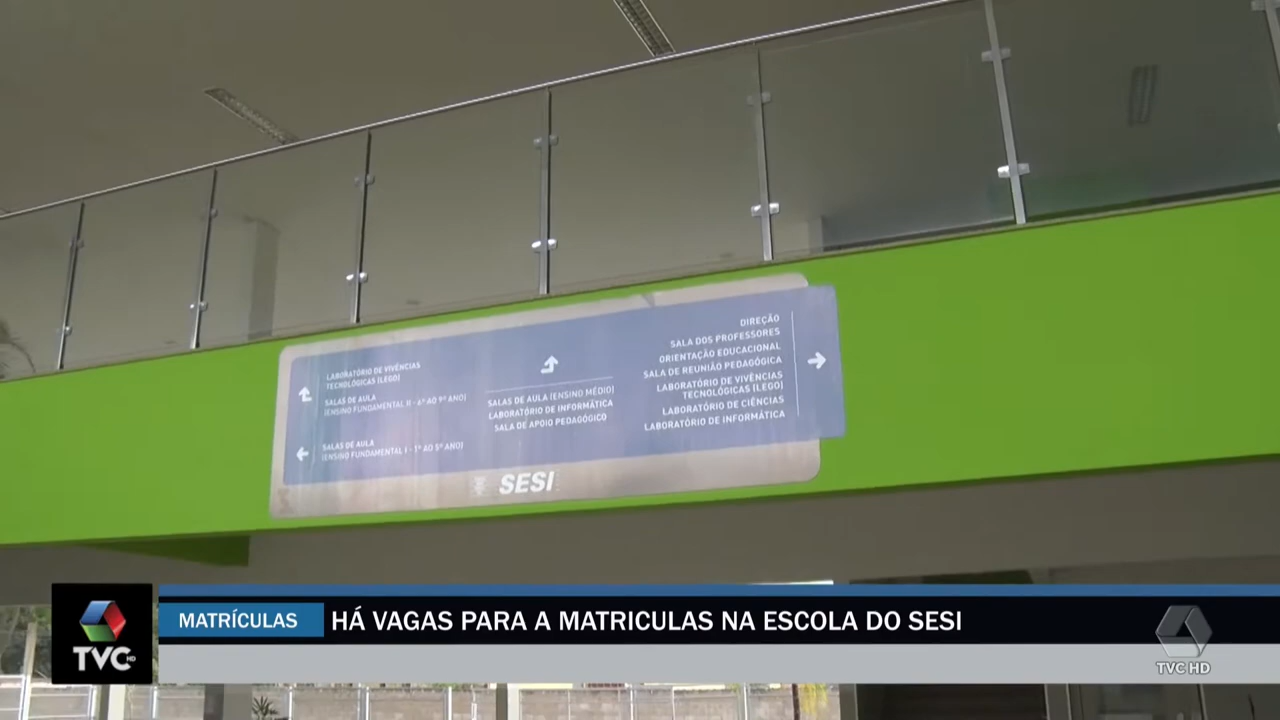 LABORATÓRIO DE VIVÊNCIAS
TECNOLÓGICAS (LEGO)
SALAS DE AULA
(ENSINO FUNDAMENTAL II - 6º AO 9º ANO)
SALAS DE AULA
(ENSINO FUNDAMENTAL I - 1º AO 5º ANO)
SALAS DE AULA (ENSINO MÉDIO)
LABORATÓRIO DE INFORMÁTICA
SALA DE APOIO PEDAGÓGICO
DIREÇÃO
SALA DOS PROFESSORES
ORIENTAÇÃO EDUCACIONAL
SALA DE REUNIÃO PEDAGÓGICA
LABORATÓRIO DE VIVÊNCIAS
TECNOLÓGICAS (LEGO)
LABORATÓRIO DE CIÊNCIAS
LABORATÓRIO DE INFORMÁTICA
SESI
MATRÍCULAS
HÁ VAGAS PARA A MATRICULAS NA ESCOLA DO SESI
TVC HD
TVC HD